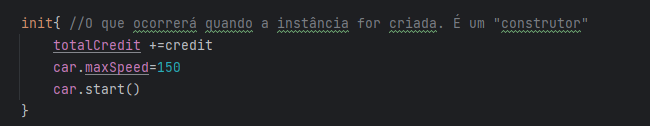 init{ //O que ocorrerá quando a instância for criada. É um "construtor"
totalCredit +=credit
car.maxSpeed=150
car.start()
}